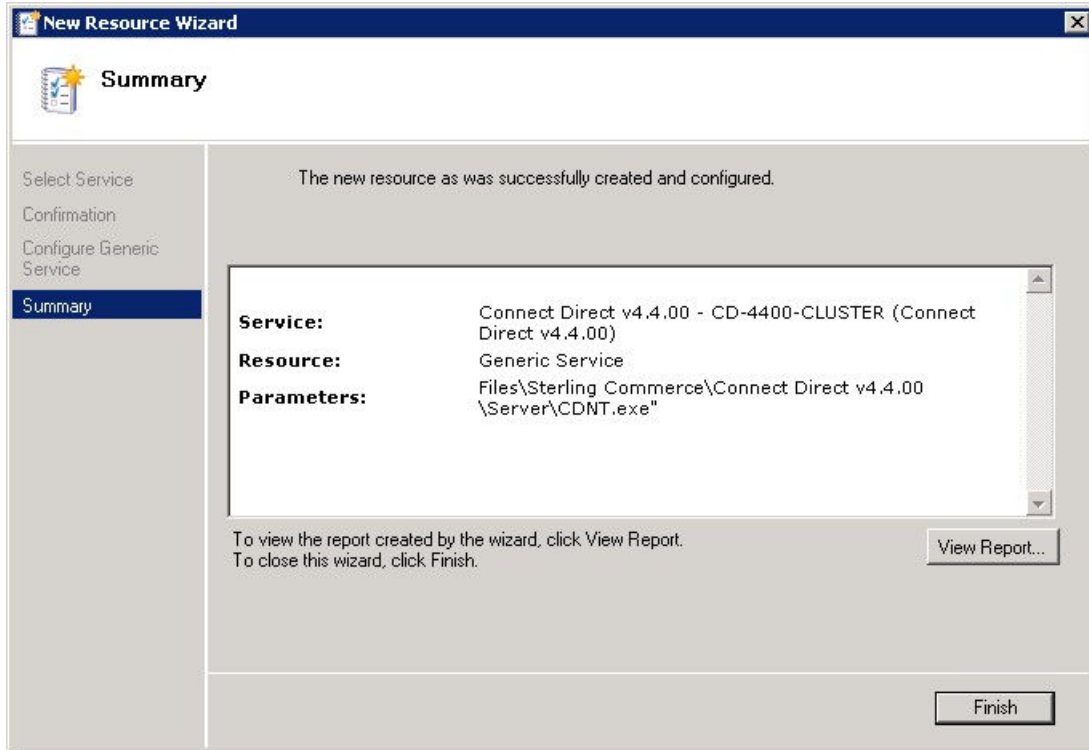 New Resource Wizard
Summary
Select Service
Confirmation
Configure Generic
Service
Summary
The new resource as was successfully created and configured.
Service:
Connect Direct v4.4.00 - CD-4400-CLUSTER (Connect
Direct v4.4.00)
Resource:
Generic Service
Parameters:
Files\Sterling Commerce\Connect Direct v4.4.00
\Server\CDNT.exe"
To view the report created by the wizard, click View Report.
To close this wizard, click Finish.
View Report...
Finish